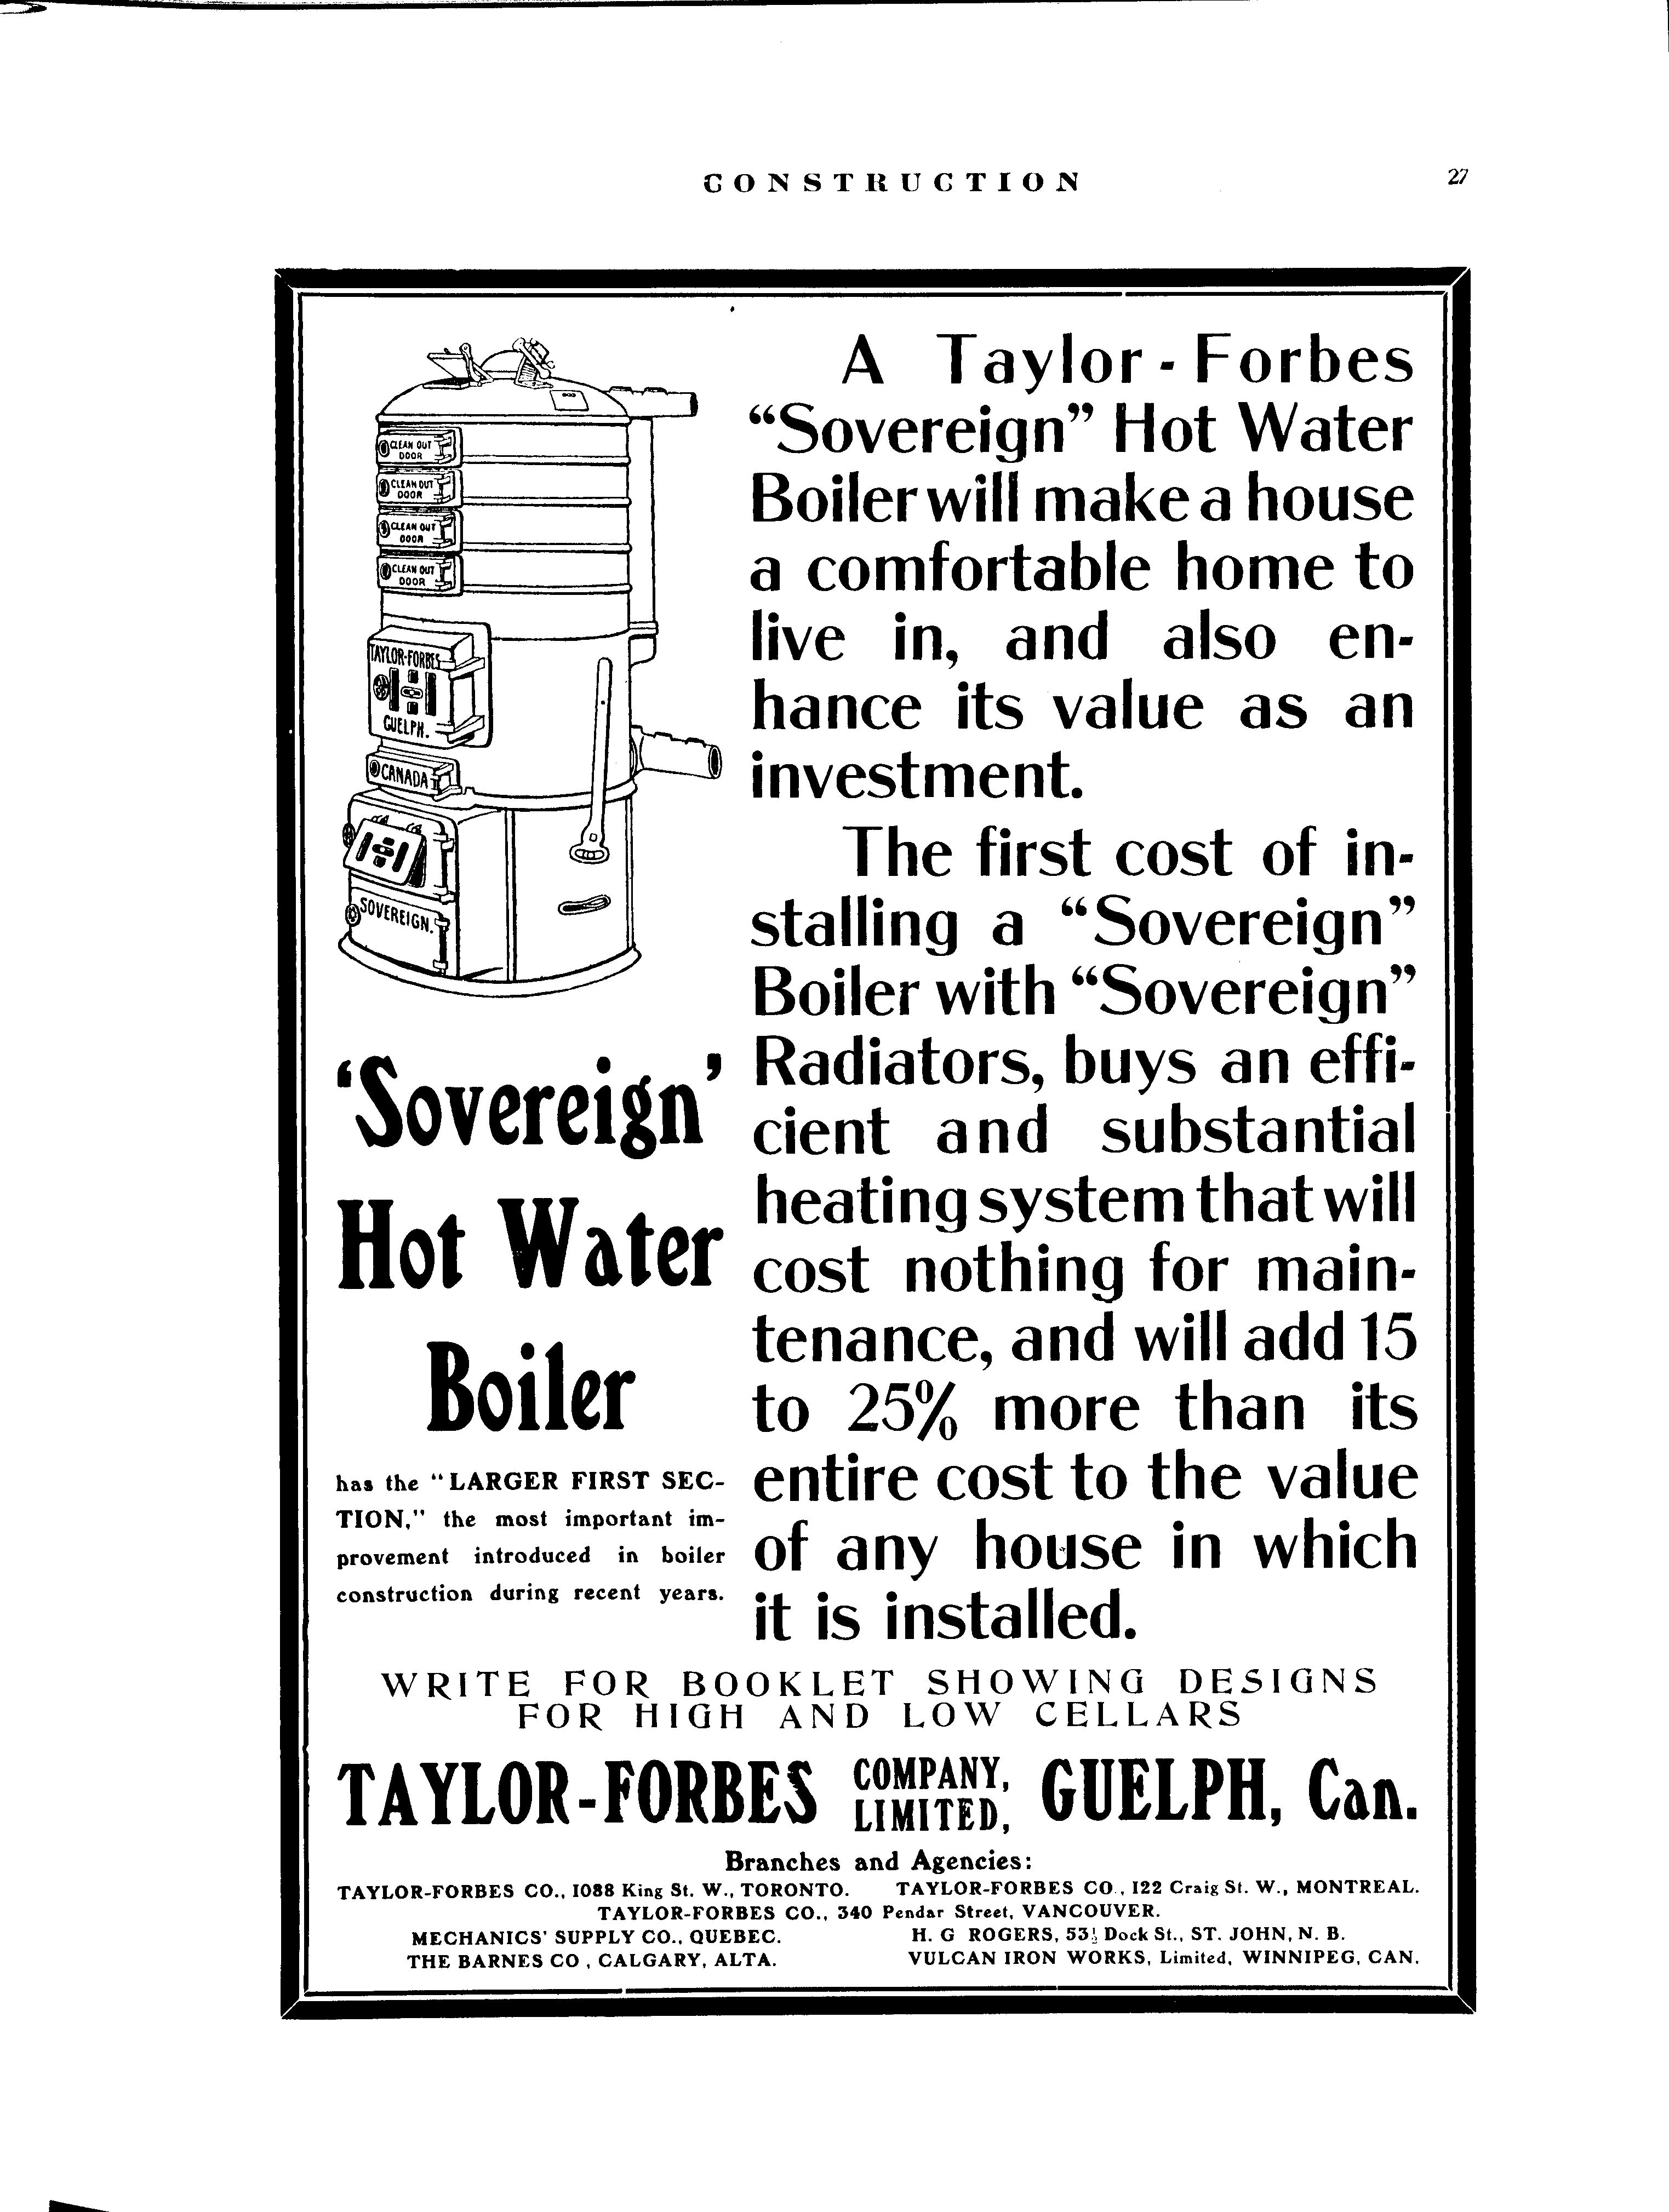 CONSTRUCTION
27
CLEAN OUT
DOOR
CLEAN OUT
DOOR
CLEAN OUT
DOOR
CLEAN OUT
DOOR
TAYLOR-FORBES
GUELPH.
CANADA
SOVEREIGN.
A Taylor-Forbes
“Sovereign” Hot Water
Boiler will make a house
a comfortable home to
live in, and also en-
hance its value as an
investment.
The first cost of in-
stalling a “Sovereign”
Boiler with “Sovereign”
Radiators, buys an effi-
cient and substantial
heating system that will
cost nothing for main-
tenance, and will add 15
to 25% more than its
entire cost to the value
of any house in which
it is installed.
‘Sovereign’
Hot Water
Boiler
has the “LARGER FIRST SEC-
TION,” the most important im-
provement introduced in boiler
construction during recent years.
WRITE FOR BOOKLET SHOWING DESIGNS
FOR HIGH AND LOW CELLARS
TAYLOR-FORBES COMPANY, LIMITED, GUELPH, Can.
Branches and Agencies:
TAYLOR-FORBES CO., 1088 King St. W., TORONTO. TAYLOR-FORBES CO., 122 Craig St. W., MONTREAL.
TAYLOR-FORBES CO., 340 Pendar Street, VANCOUVER.
MECHANICS' SUPPLY CO., QUEBEC. H. G ROGERS, 53½ Dock St., ST. JOHN, N. B.
THE BARNES CO , CALGARY, ALTA. VULCAN IRON WORKS, Limited, WINNIPEG, CAN.